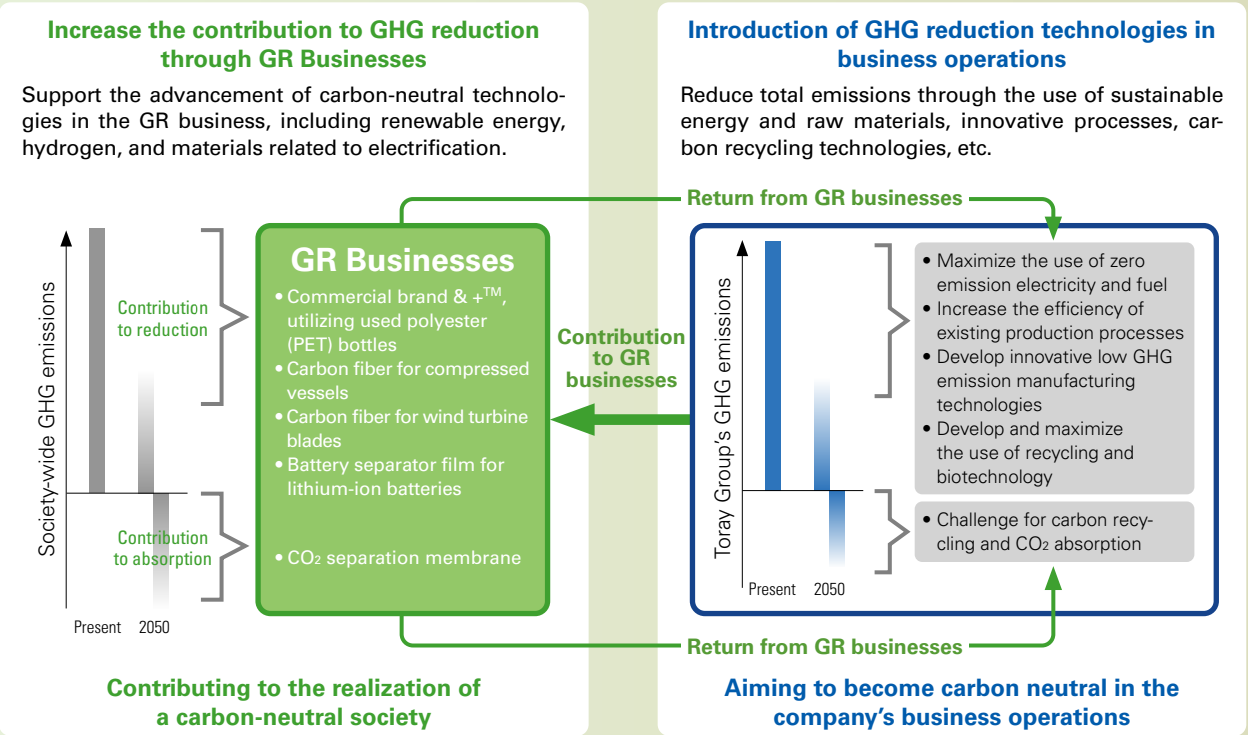 Increase the contribution to GHG reduction
through GR Businesses
Support the advancement of carbon-neutral technolo-
gies in the GR business, including renewable energy,
hydrogen, and materials related to electrification.
Society-wide GHG emissions
Contribution
to reduction
Contribution
to absorption
Present 2050
GR Businesses
• Commercial brand & +™,
utilizing used polyester
(PET) bottles
• Carbon fiber for compressed
vessels
• Carbon fiber for wind turbine
blades
• Battery separator film for
lithium-ion batteries
• CO₂ separation membrane
Contributing to the realization of
a carbon-neutral society
Return from GR businesses
Contribution
to GR
businesses
Return from GR businesses
Introduction of GHG reduction technologies in
business operations
Reduce total emissions through the use of sustainable
energy and raw materials, innovative processes, car-
bon recycling technologies, etc.
Toray Group's GHG emissions
Present 2050
• Maximize the use of zero
emission electricity and fuel
• Increase the efficiency of
existing production processes
• Develop innovative low GHG
emission manufacturing
technologies
• Develop and maximize
the use of recycling and
biotechnology
• Challenge for carbon recy-
cling and CO₂ absorption
Aiming to become carbon neutral in the
company's business operations